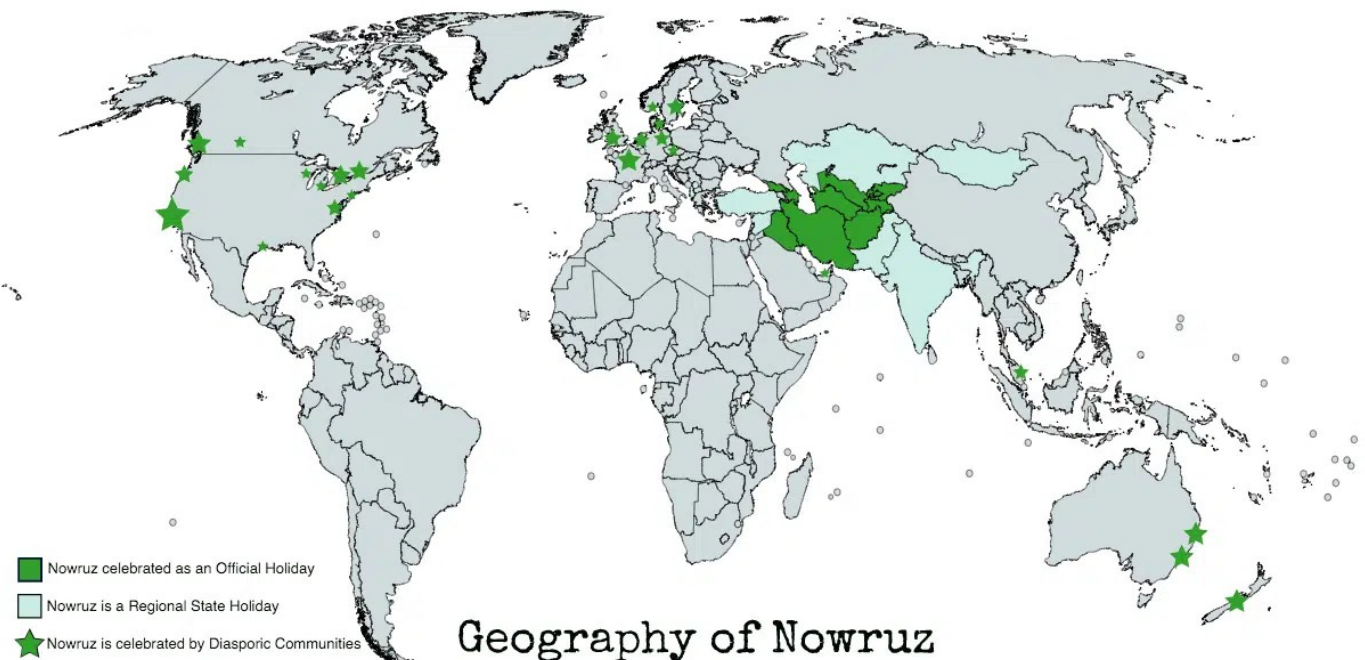 Nowruz celebrated as an Official Holiday
Nowruz is a Regional State Holiday
Nowruz is celebrated by Diasporic Communities
Geography of Nowruz